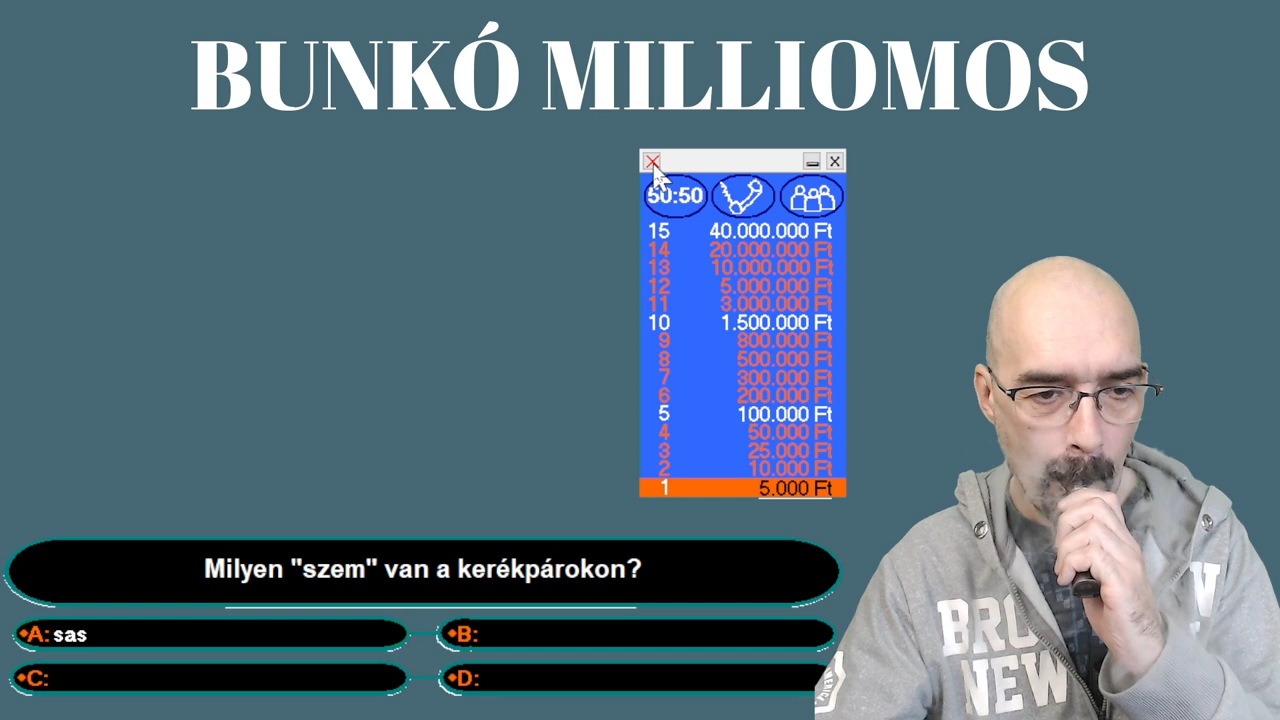 BUNKÓ MILLIOMOS
50:50
15 40.000.000 Ft
14 20.000.000 Ft
13 10.000.000 Ft
12 5.000.000 Ft
11 3.000.000 Ft
10 1.500.000 Ft
9 800.000 Ft
8 500.000 Ft
7 300.000 Ft
6 200.000 Ft
5 100.000 Ft
4 50.000 Ft
3 25.000 Ft
2 10.000 Ft
1 5.000 Ft
Milyen "szem" van a kerékpárokon?
A: sas
B:
C:
D:
NEW